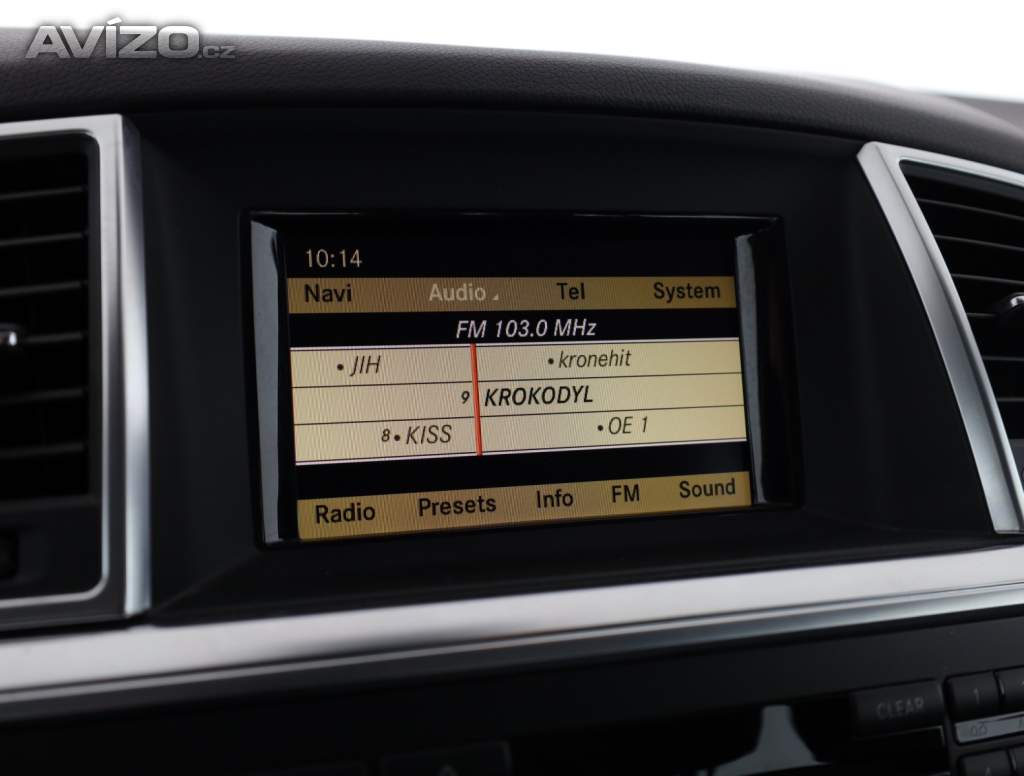 AVÍZO.cz
10:14
Navi Audio Tel System
FM 103.0 MHz
• JIH • kronehit
9 KROKODYL
8 • KISS • OE 1
Radio Presets Info FM Sound
CLEAR 1